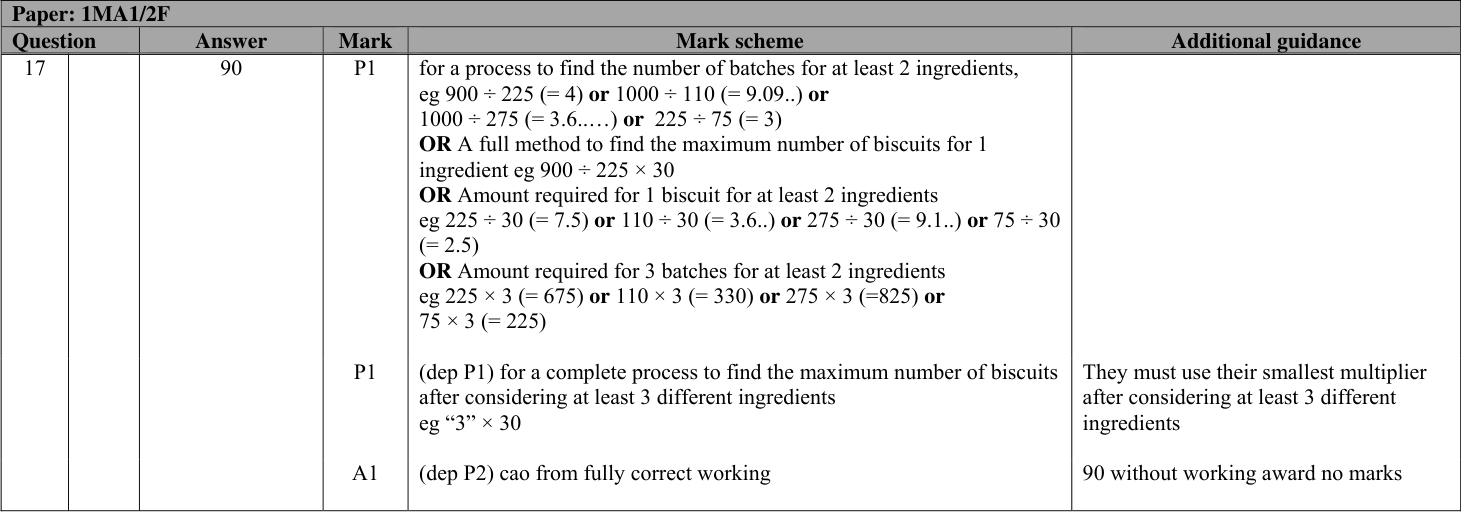 Paper: 1MA1/2F
Question Answer Mark Mark scheme Additional guidance
17 90 P1 for a process to find the number of batches for at least 2 ingredients,
eg 900 ÷ 225 (= 4) or 1000 ÷ 110 (= 9.09..) or
1000 ÷ 275 (= 3.6..…) or 225 ÷ 75 (= 3)
OR A full method to find the maximum number of biscuits for 1
ingredient eg 900 ÷ 225 × 30
OR Amount required for 1 biscuit for at least 2 ingredients
eg 225 ÷ 30 (= 7.5) or 110 ÷ 30 (= 3.6..) or 275 ÷ 30 (= 9.1..) or 75 ÷ 30
(= 2.5)
OR Amount required for 3 batches for at least 2 ingredients
eg 225 × 3 (= 675) or 110 × 3 (= 330) or 275 × 3 (=825) or
75 × 3 (= 225)
P1 (dep P1) for a complete process to find the maximum number of biscuits They must use their smallest multiplier
after considering at least 3 different ingredients after considering at least 3 different
eg “3” × 30 ingredients
A1 (dep P2) cao from fully correct working 90 without working award no marks